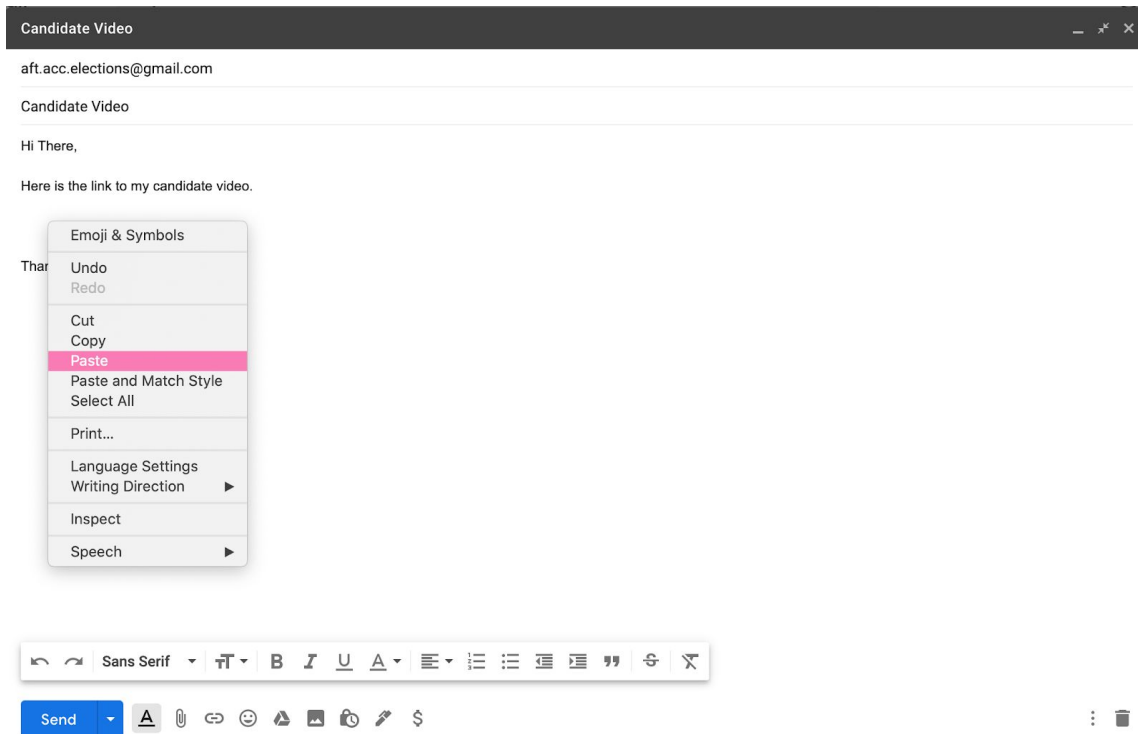 Candidate Video
aft.acc.elections@gmail.com
Candidate Video
Hi There,
Here is the link to my candidate video.
Emoji & Symbols
Undo
Redo
Cut
Copy
Paste
Paste and Match Style
Select All
Print...
Language Settings
Writing Direction
Inspect
Speech
Sans Serif
B I U A
Send A $